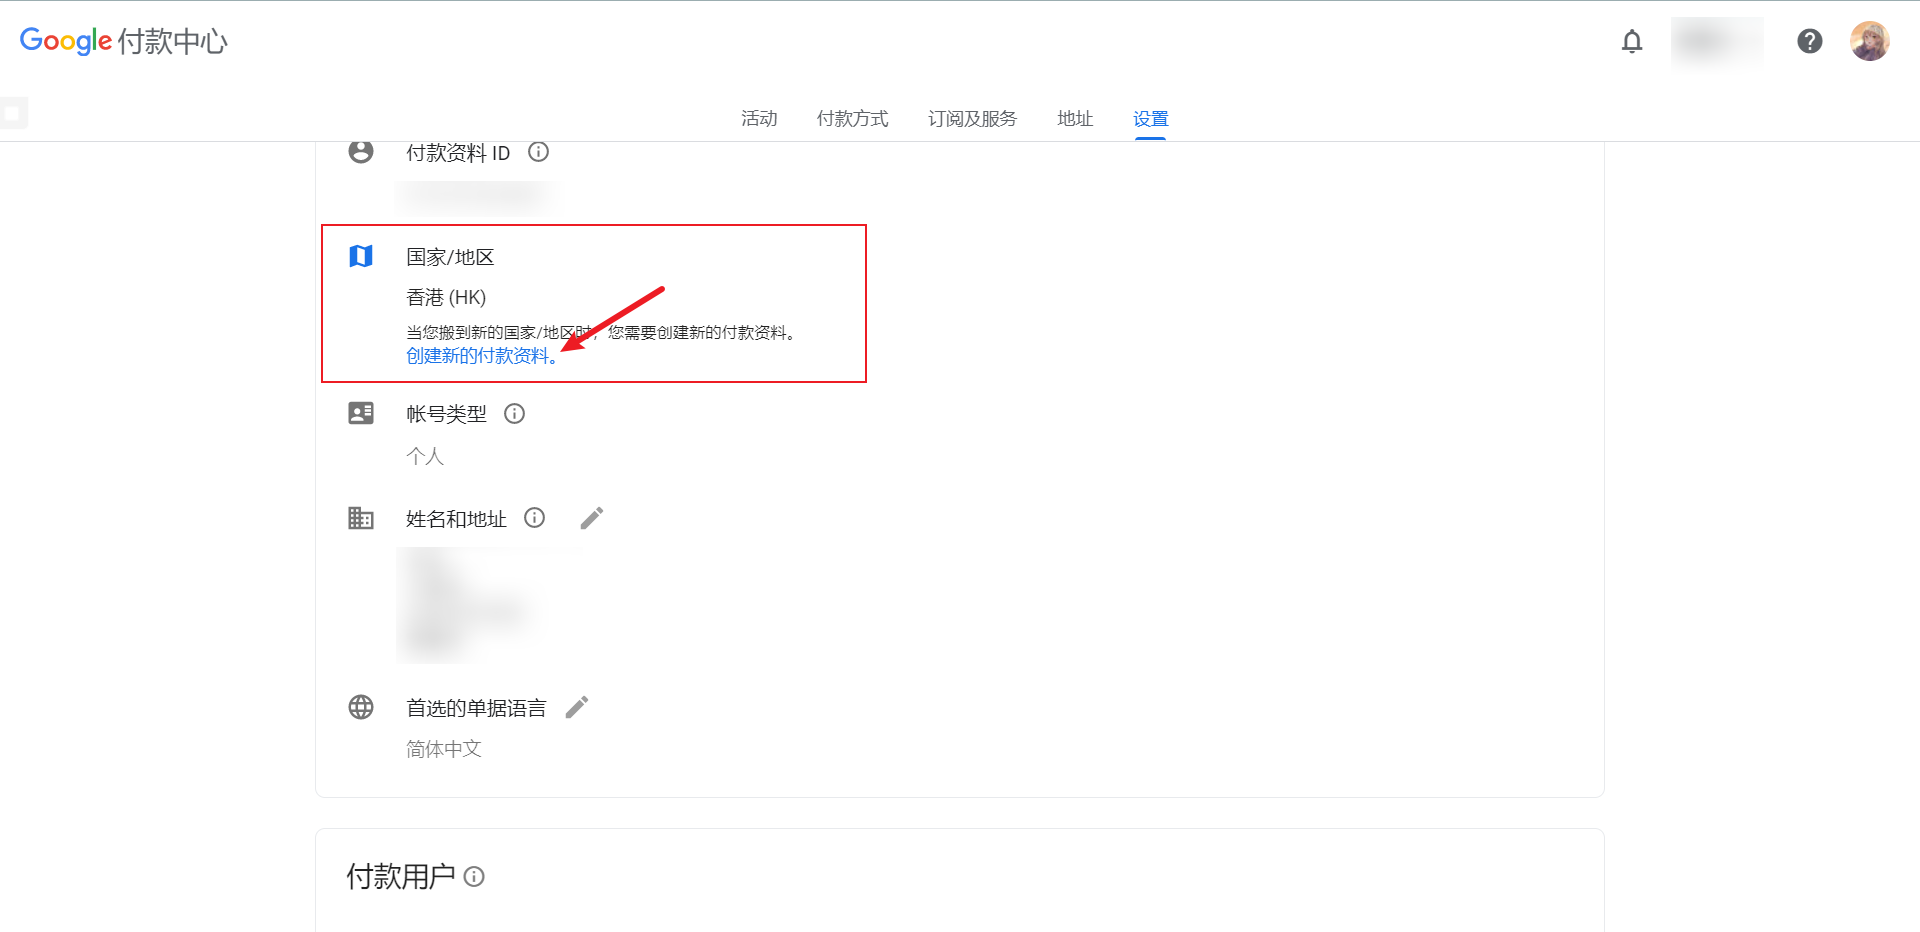 Google 付款中心
活动
付款方式
订阅及服务
地址
设置
付款资料 ID
国家/地区
香港 (HK)
当您搬到新的国家/地区时，您需要创建新的付款资料。
创建新的付款资料。
帐号类型
个人
姓名和地址
首选的单据语言
简体中文
付款用户